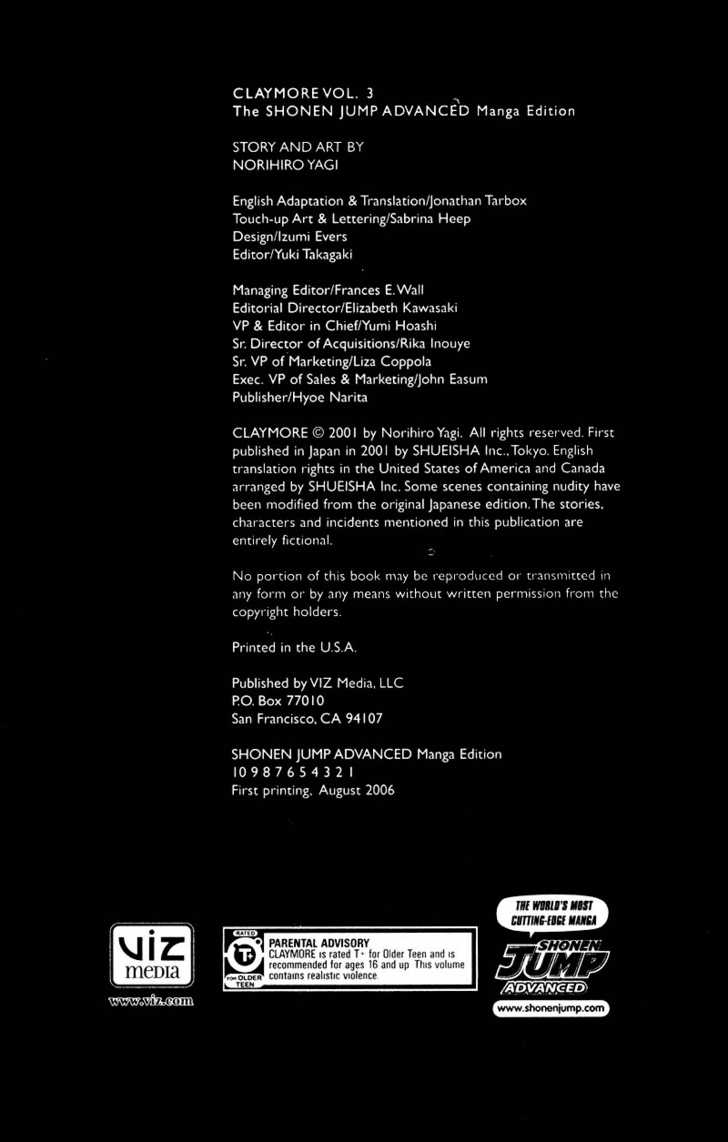 CLAYMORE VOL. 3
The SHONEN JUMP ADVANCED Manga Edition
STORY AND ART BY
NORIHIRO YAGI
English Adaptation & Translation/Jonathan Tarbox
Touch-up Art & Lettering/Sabrina Heep
Design/Izumi Evers
Editor/Yuki Takagaki
Managing Editor/Frances E. Wall
Editorial Director/Elizabeth Kawasaki
VP & Editor in Chief/Yumi Hoashi
Sr. Director of Acquisitions/Rika Inouye
Sr. VP of Marketing/Liza Coppola
Exec. VP of Sales & Marketing/John Easum
Publisher/Hyoe Narita
CLAYMORE © 2001 by Norihiro Yagi. All rights reserved. First
published in Japan in 2001 by SHUEISHA Inc., Tokyo. English
translation rights in the United States of America and Canada
arranged by SHUEISHA Inc. Some scenes containing nudity have
been modified from the original Japanese edition. The stories,
characters and incidents mentioned in this publication are
entirely fictional.
No portion of this book may be reproduced or transmitted in
any form or by any means without written permission from the
copyright holders.
Printed in the U.S.A.
Published by VIZ Media, LLC
P.O. Box 77010
San Francisco, CA 94107
SHONEN JUMP ADVANCED Manga Edition
10 9 8 7 6 5 4 3 2 1
First printing, August 2006
viz
media
www.viz.com
RATED
T+
FOR OLDER
TEEN
PARENTAL ADVISORY
CLAYMORE is rated T+ for Older Teen and is
recommended for ages 16 and up. This volume
contains realistic violence.
THE WORLD'S MOST
CUTTING-EDGE MANGA
SHONEN
JUMP
ADVANCED
www.shonenjump.com